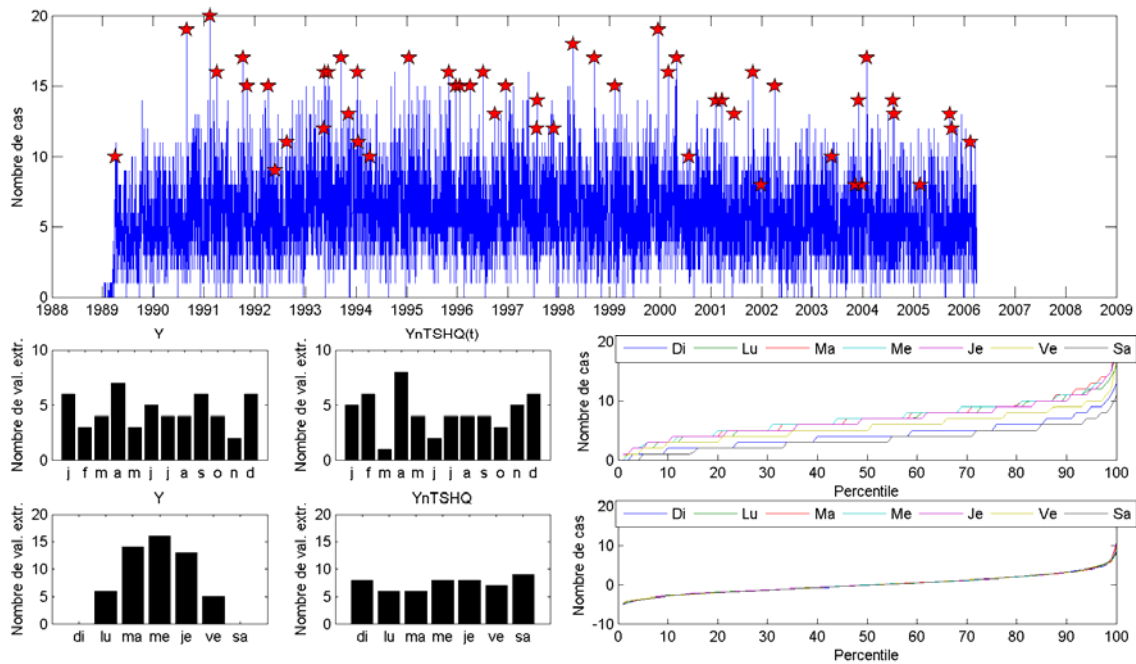 20
15
10
5
0
Nombre de cas
1988 1989 1990 1991 1992 1993 1994 1995 1996 1997 1998 1999 2000 2001 2002 2003 2004 2005 2006 2007 2008 2009
Y
10
5
0
Nombre de val. extr.
j f m a m j j a s o n d
YnTSHQ(t)
10
5
0
Nombre de val. extr.
j f m a m j j a s o n d
Di Lu Ma Me Je Ve Sa
20
10
0
Nombre de cas
1 10 20 30 40 50 60 70 80 90 100
Percentile
Y
20
15
10
5
0
Nombre de val. extr.
di lu ma me je ve sa
YnTSHQ
20
15
10
5
0
Nombre de val. extr.
di lu ma me je ve sa
Di Lu Ma Me Je Ve Sa
20
10
0
-10
Nombre de cas
1 10 20 30 40 50 60 70 80 90 100
Percentile